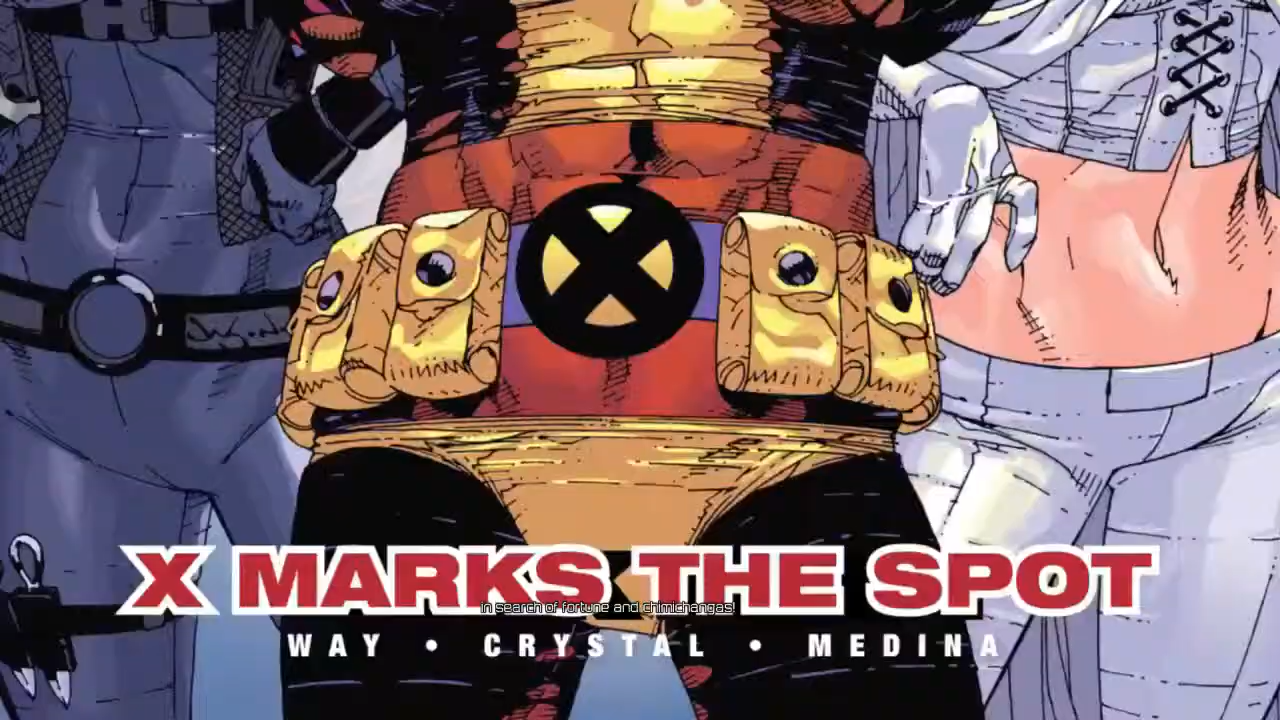 X MARKS THE SPOT
in search of fortune and chimichangas!
WAY • CRYSTAL • MEDINA